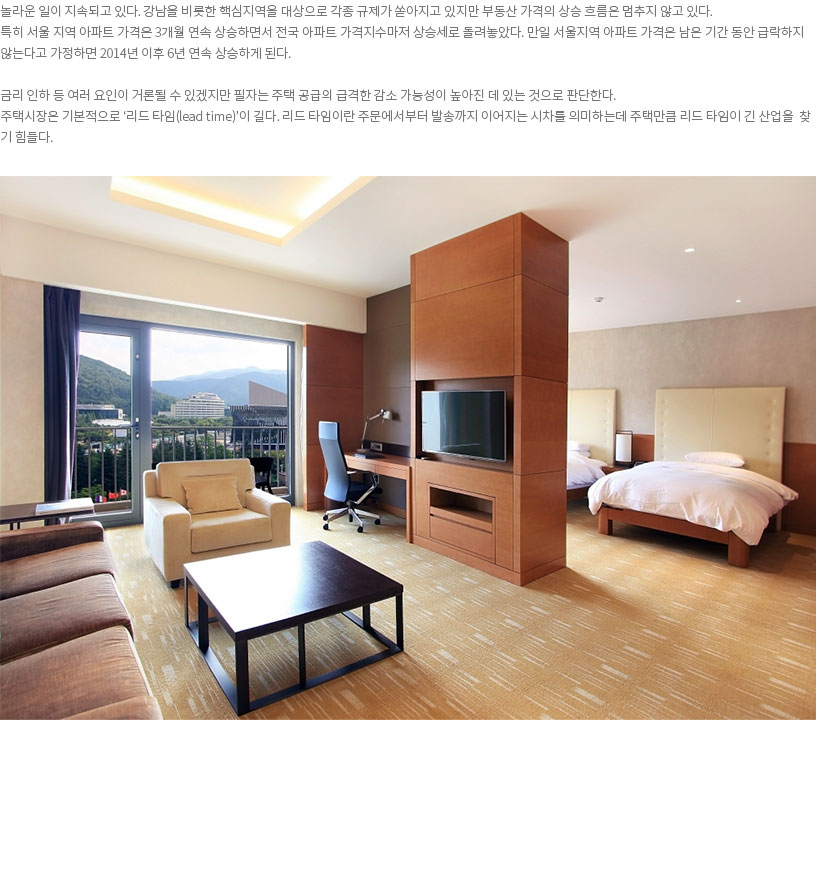 놀라운 일이 지속되고 있다. 강남을 비롯한 핵심지역을 대상으로 각종 규제가 쏟아지고 있지만 부동산 가격의 상승 흐름은 멈추지 않고 있다.
특히 서울 지역 아파트 가격은 3개월 연속 상승하면서 전국 아파트 가격지수마저 상승세로 돌려놓았다. 만일 서울지역 아파트 가격은 남은 기간 동안 급락하지
않는다고 가정하면 2014년 이후 6년 연속 상승하게 된다.
금리 인하 등 여러 요인이 거론될 수 있겠지만 필자는 주택 공급의 급격한 감소 가능성이 높아진 데 있는 것으로 판단한다.
주택시장은 기본적으로 ‘리드 타임(lead time)’이 길다. 리드 타임이란 주문에서부터 발송까지 이어지는 시차를 의미하는데 주택만큼 리드 타임이 긴 산업을 찾
기 힘들다.